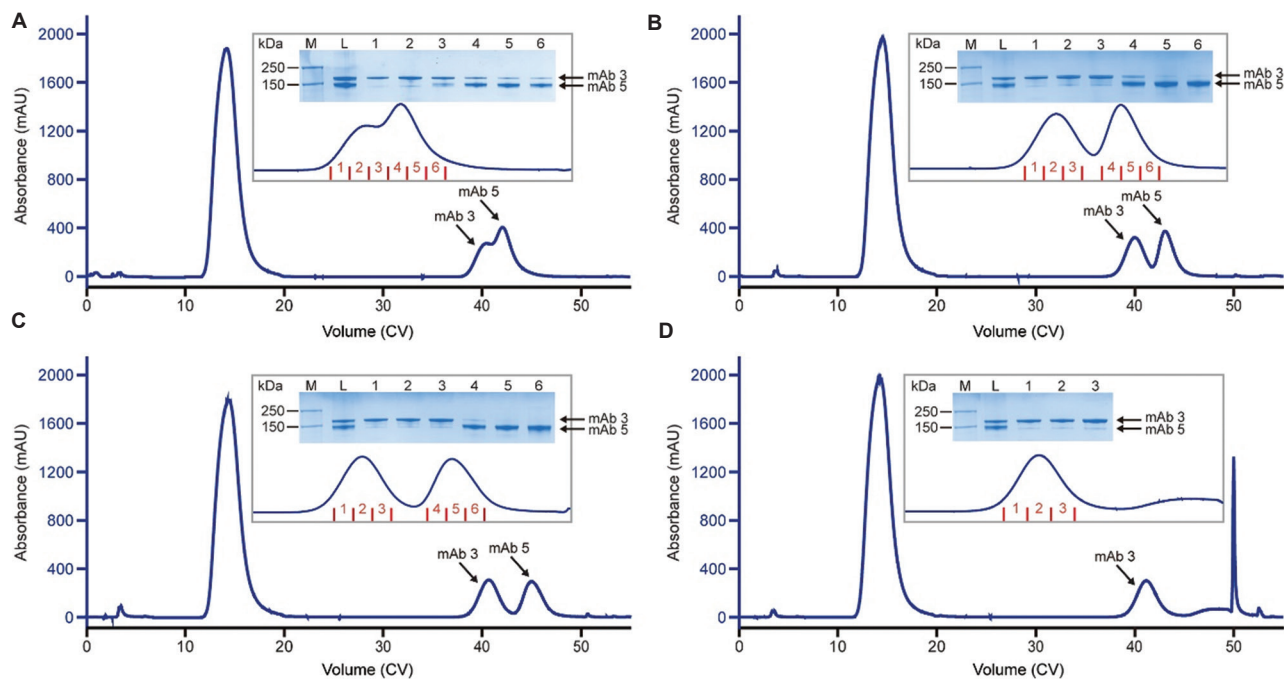 A
Absorbance (mAU)
2000
1600
1200
800
400
0
0 10 20 30 40 50
Volume (CV)
kDa M L 1 2 3 4 5 6
250
150
mAb 3
mAb 5
1 2 3 4 5 6
mAb 3
mAb 5
B
Absorbance (mAU)
2000
1600
1200
800
400
0
0 10 20 30 40 50
Volume (CV)
kDa M L 1 2 3 4 5 6
250
150
mAb 3
mAb 5
1 2 3 4 5 6
mAb 3
mAb 5
C
Absorbance (mAU)
2000
1600
1200
800
400
0
0 10 20 30 40 50
Volume (CV)
kDa M L 1 2 3 4 5 6
250
150
mAb 3
mAb 5
1 2 3 4 5 6
mAb 3
mAb 5
D
Absorbance (mAU)
2000
1600
1200
800
400
0
0 10 20 30 40 50
Volume (CV)
kDa M L 1 2 3
250
150
mAb 3
mAb 5
1 2 3
mAb 3